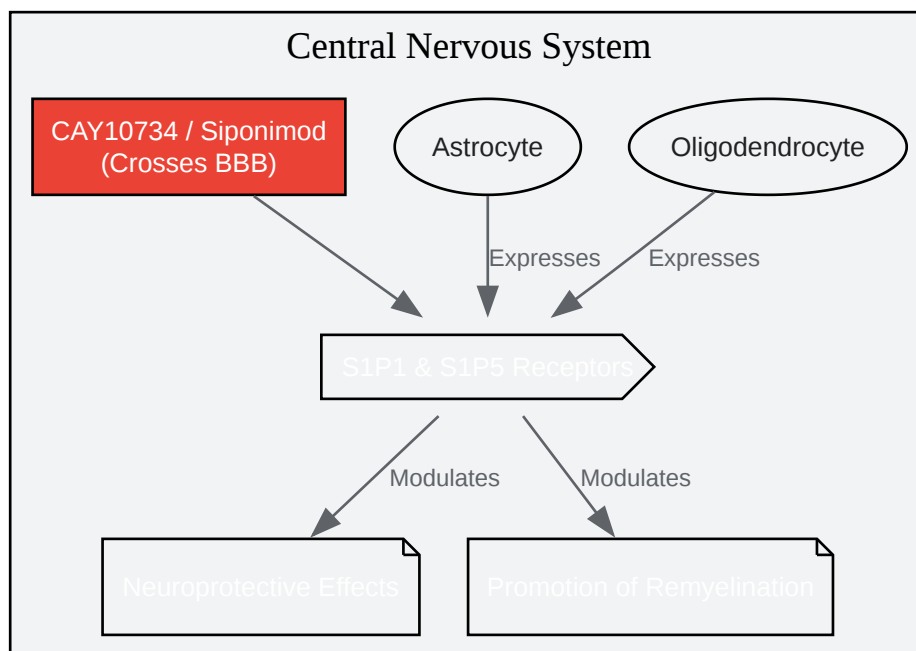 Central Nervous System
CAY10734 / Siponimod
(Crosses BBB)
Astrocyte
Oligodendrocyte
Expresses
Expresses
S1P1 & S1P5 Receptors
Modulates
Modulates
Neuroprotective Effects
Promotion of Remyelination